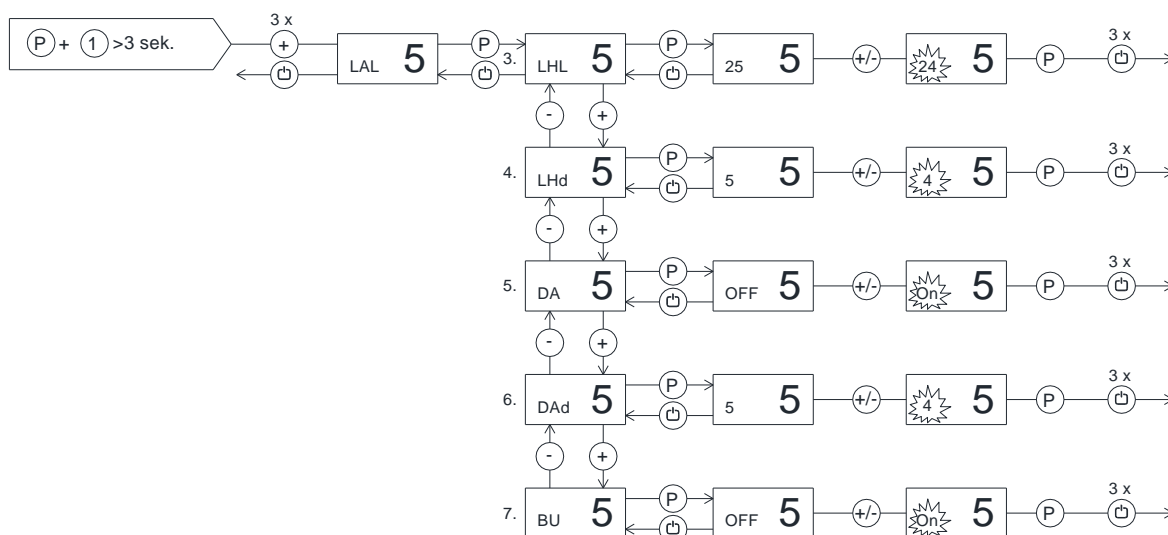 3 x
P + 1 >3 sek. + LAL 5 P 3. LHL 5 P 25 5 +/- 24 5 P 3 x
- +
4. LHd 5 P 5 5 +/- 4 5 P 3 x
- +
5. DA 5 P OFF 5 +/- On 5 P 3 x
- +
6. DAd 5 P 5 5 +/- 4 5 P 3 x
- +
7. BU 5 P OFF 5 +/- On 5 P 3 x